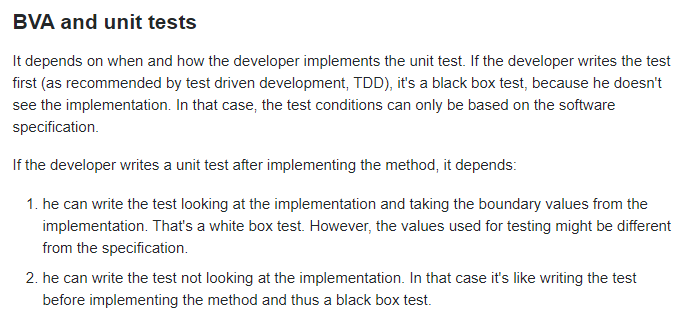 BVA and unit tests
It depends on when and how the developer implements the unit test. If the developer writes the test
first (as recommended by test driven development, TDD), it's a black box test, because he doesn't
see the implementation. In that case, the test conditions can only be based on the software
specification.
If the developer writes a unit test after implementing the method, it depends:
1. he can write the test looking at the implementation and taking the boundary values from the
implementation. That's a white box test. However, the values used for testing might be different
from the specification.
2. he can write the test not looking at the implementation. In that case it's like writing the test
before implementing the method and thus a black box test.